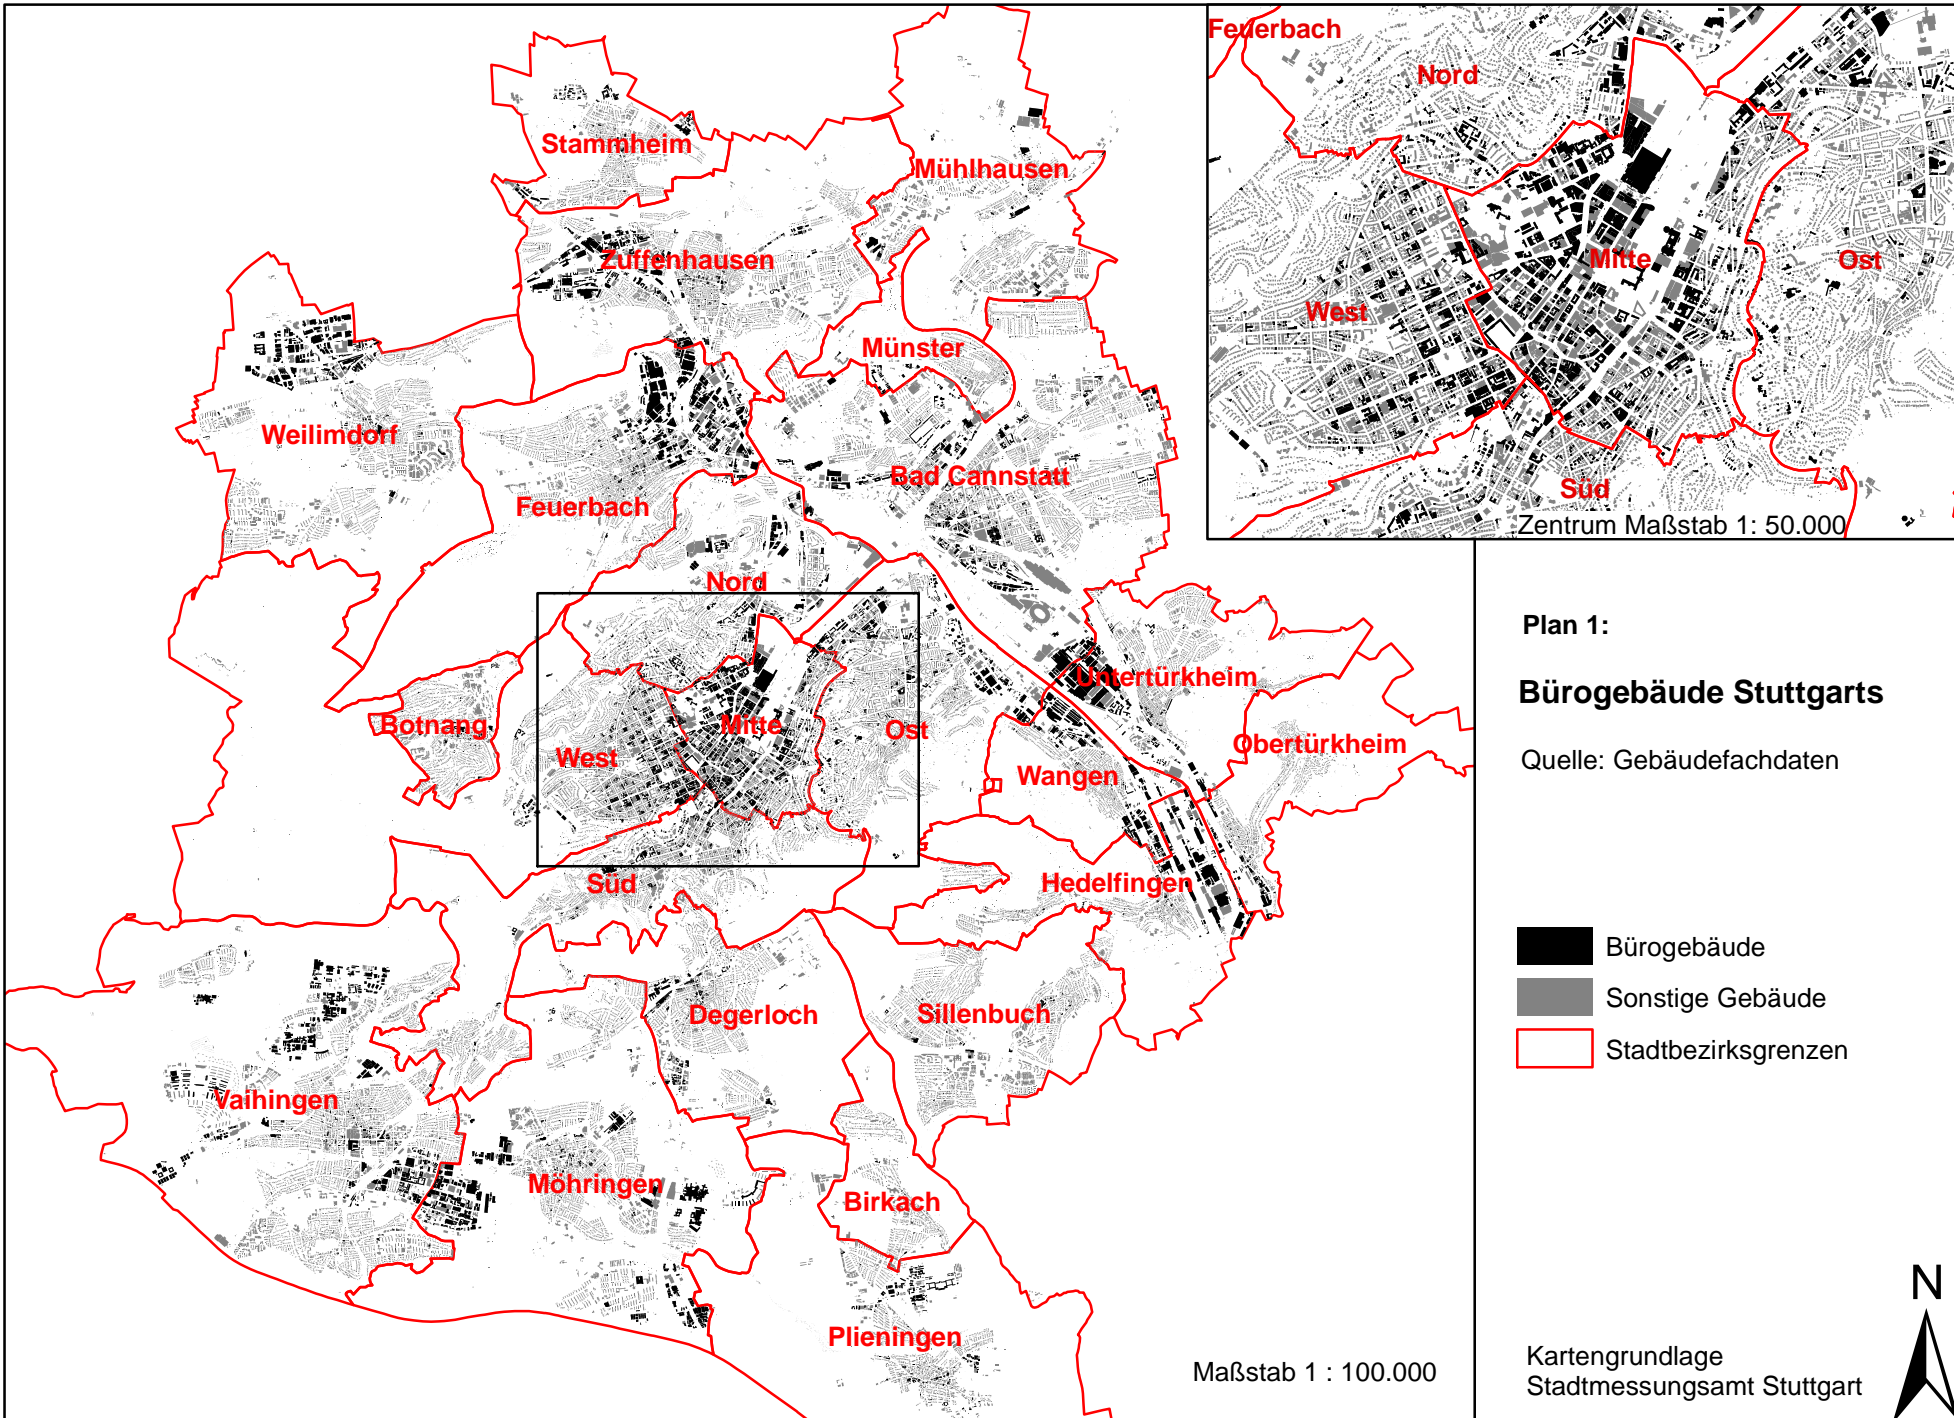 Feuerbach
Nord
Mitte
Ost
West
Süd
Zentrum Maßstab 1: 50.000
Stammheim
Mühlhausen
Zuffenhausen
Münster
Weilimdorf
Bad Cannstatt
Feuerbach
Nord
Untertürkheim
Botnang
Mitte
Ost
West
Obertürkheim
Wangen
Süd
Hedelfingen
Degerloch
Sillenbuch
Vaihingen
Möhringen
Birkach
Plieningen
Maßstab 1 : 100.000
Plan 1:
Bürogebäude Stuttgarts
Quelle: Gebäudefachdaten
Bürogebäude
Sonstige Gebäude
Stadtbezirksgrenzen
N
Kartengrundlage
Stadtmessungsamt Stuttgart